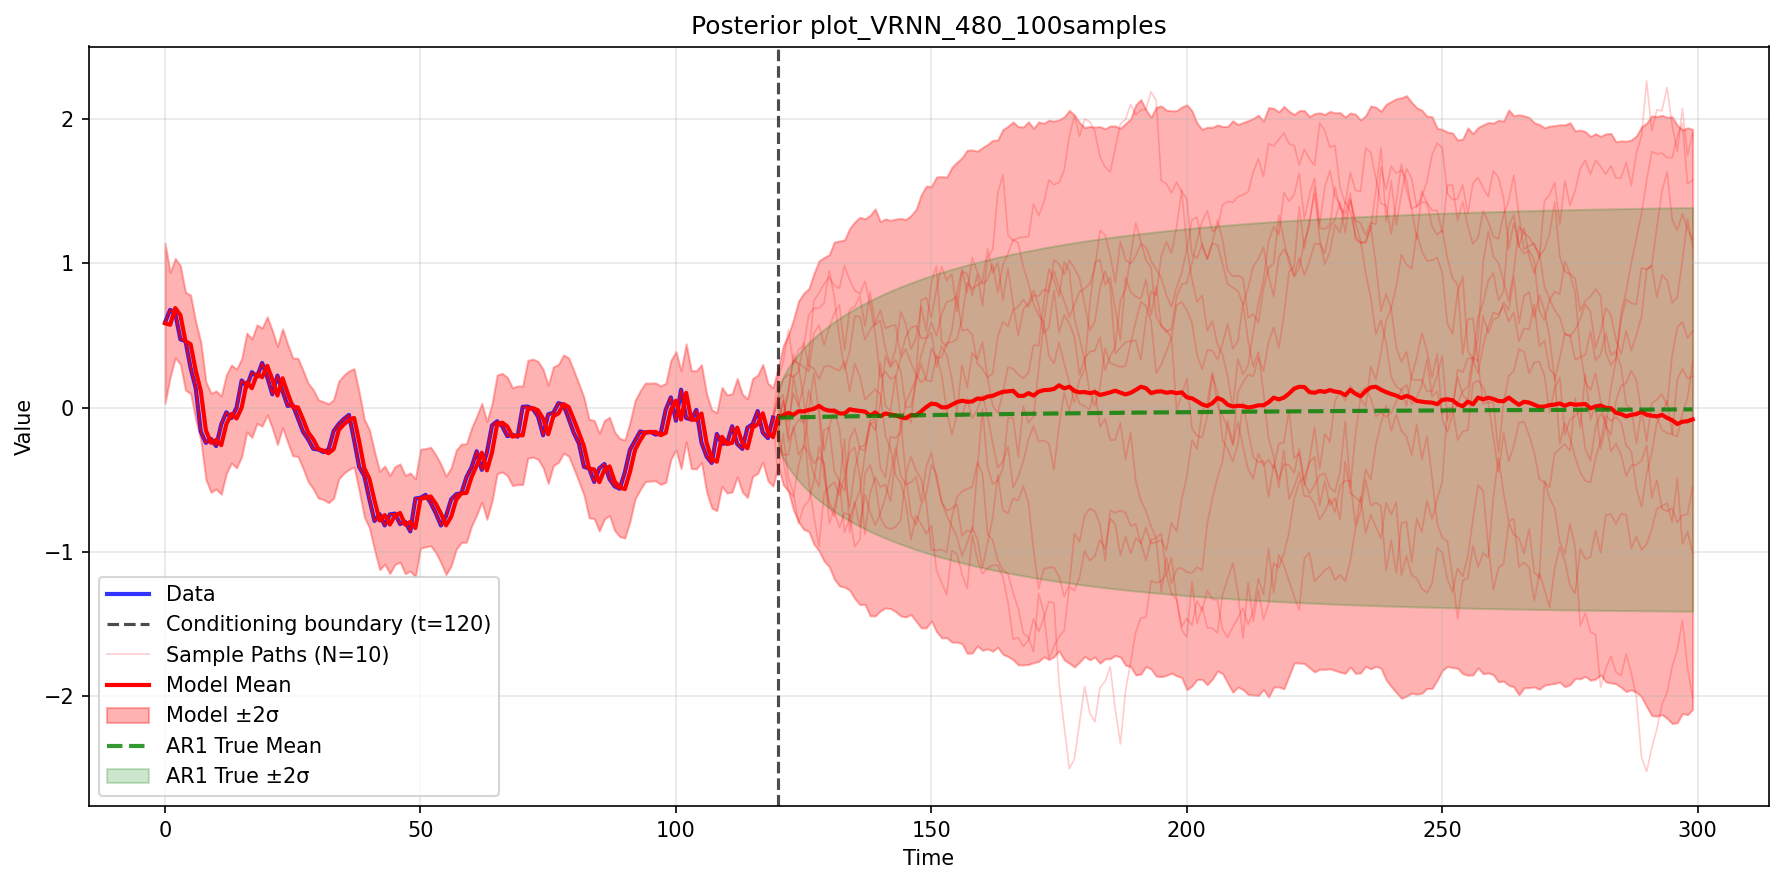 Posterior plot_VRNN_480_100samples
Value
2
1
0
−1
−2
Data
Conditioning boundary (t=120)
Sample Paths (N=10)
Model Mean
Model ±2σ
AR1 True Mean
AR1 True ±2σ
0 50 100 150 200 250 300
Time